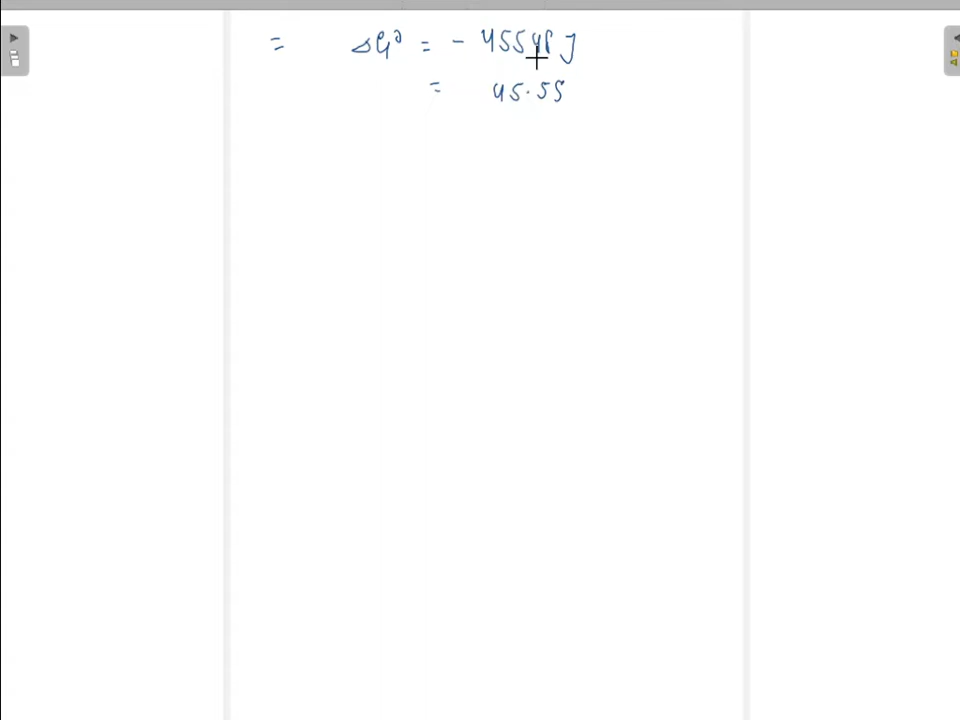 = ΔG° = - 45548 J
= 45.55